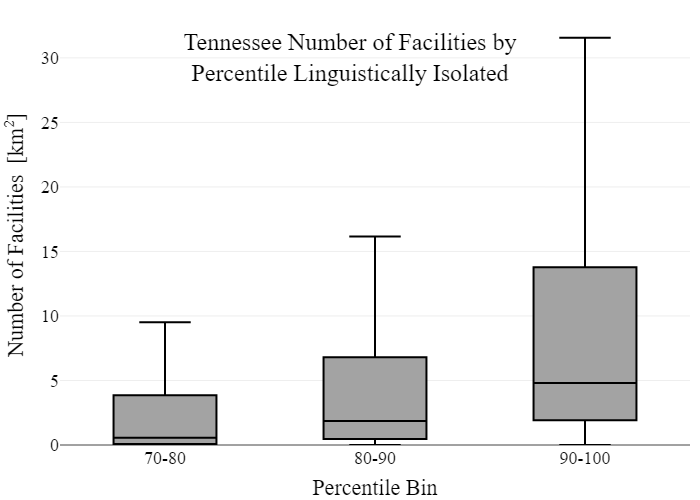 Tennessee Number of Facilities by
Percentile Linguistically Isolated
Number of Facilities [km²]
30
25
20
15
10
5
0
70-80
80-90
90-100
Percentile Bin